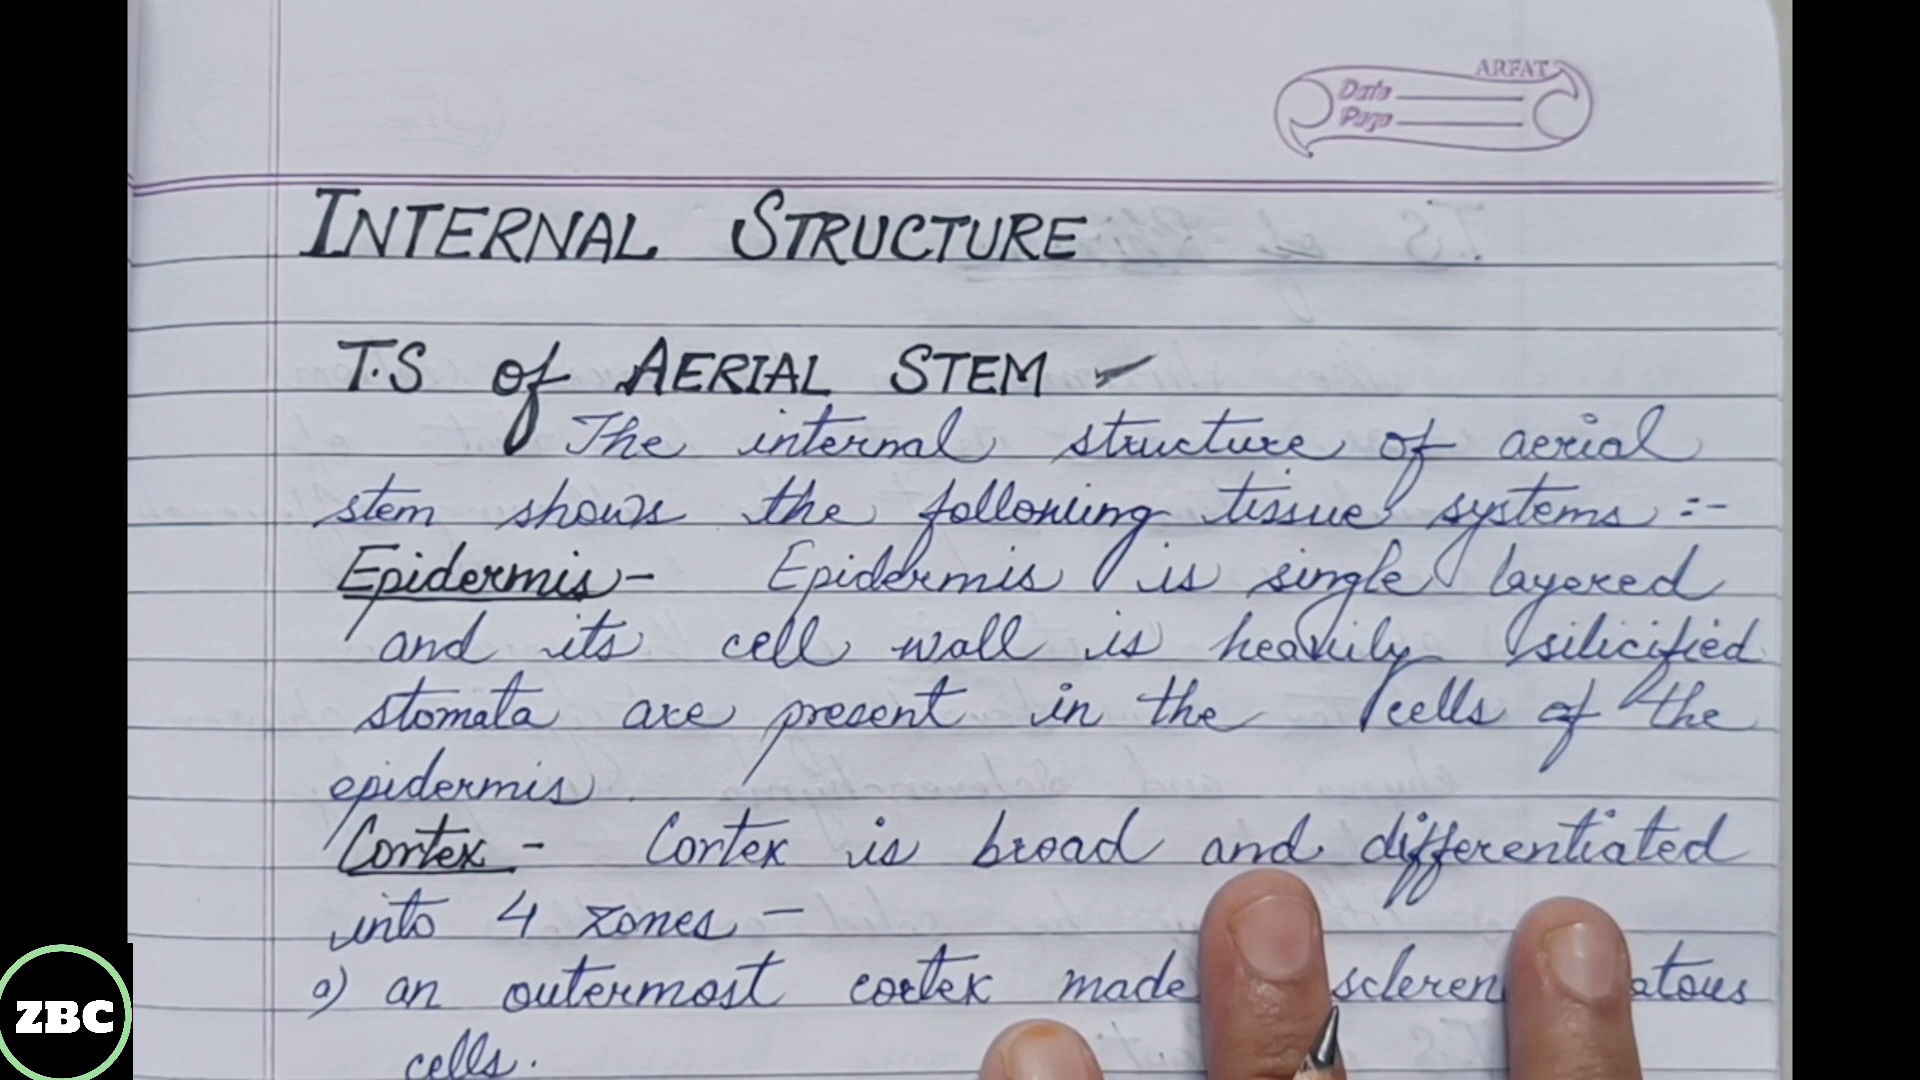 ARFAT
Date
Page
INTERNAL STRUCTURE
T.S of AERIAL STEM
The internal structure of aerial
stem shows the following tissue systems :-
Epidermis - Epidermis is single layered
and its cell wall is heavily silicified
stomata are present in the cells of the
epidermis.
Cortex - Cortex is broad and differentiated
into 4 zones -
a) an outermost cortex made
cells.
ZBC